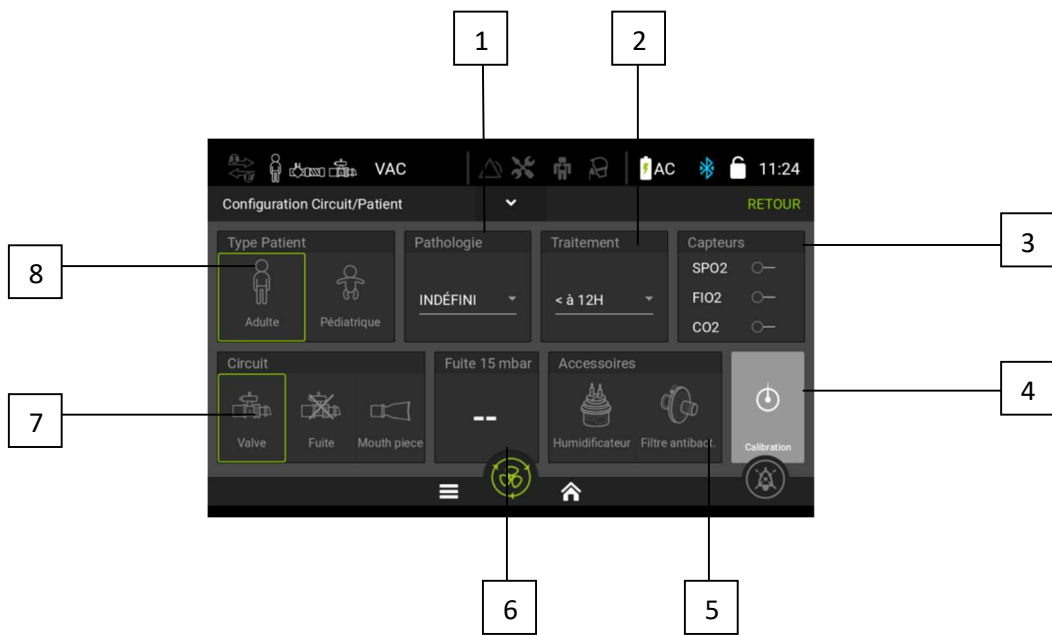 1
2
VAC
AC
11:24
Configuration Circuit/Patient
RETOUR
Type Patient
Pathologie
Traitement
Capteurs
3
8
SPO2
INDÉFINI
< à 12H
FIO2
Adulte
Pédiatrique
CO2
Circuit
Fuite 15 mbar
Accessoires
4
7
--
Valve
Fuite
Mouth piece
Humidificateur
Filtre antibact.
Calibration
6
5